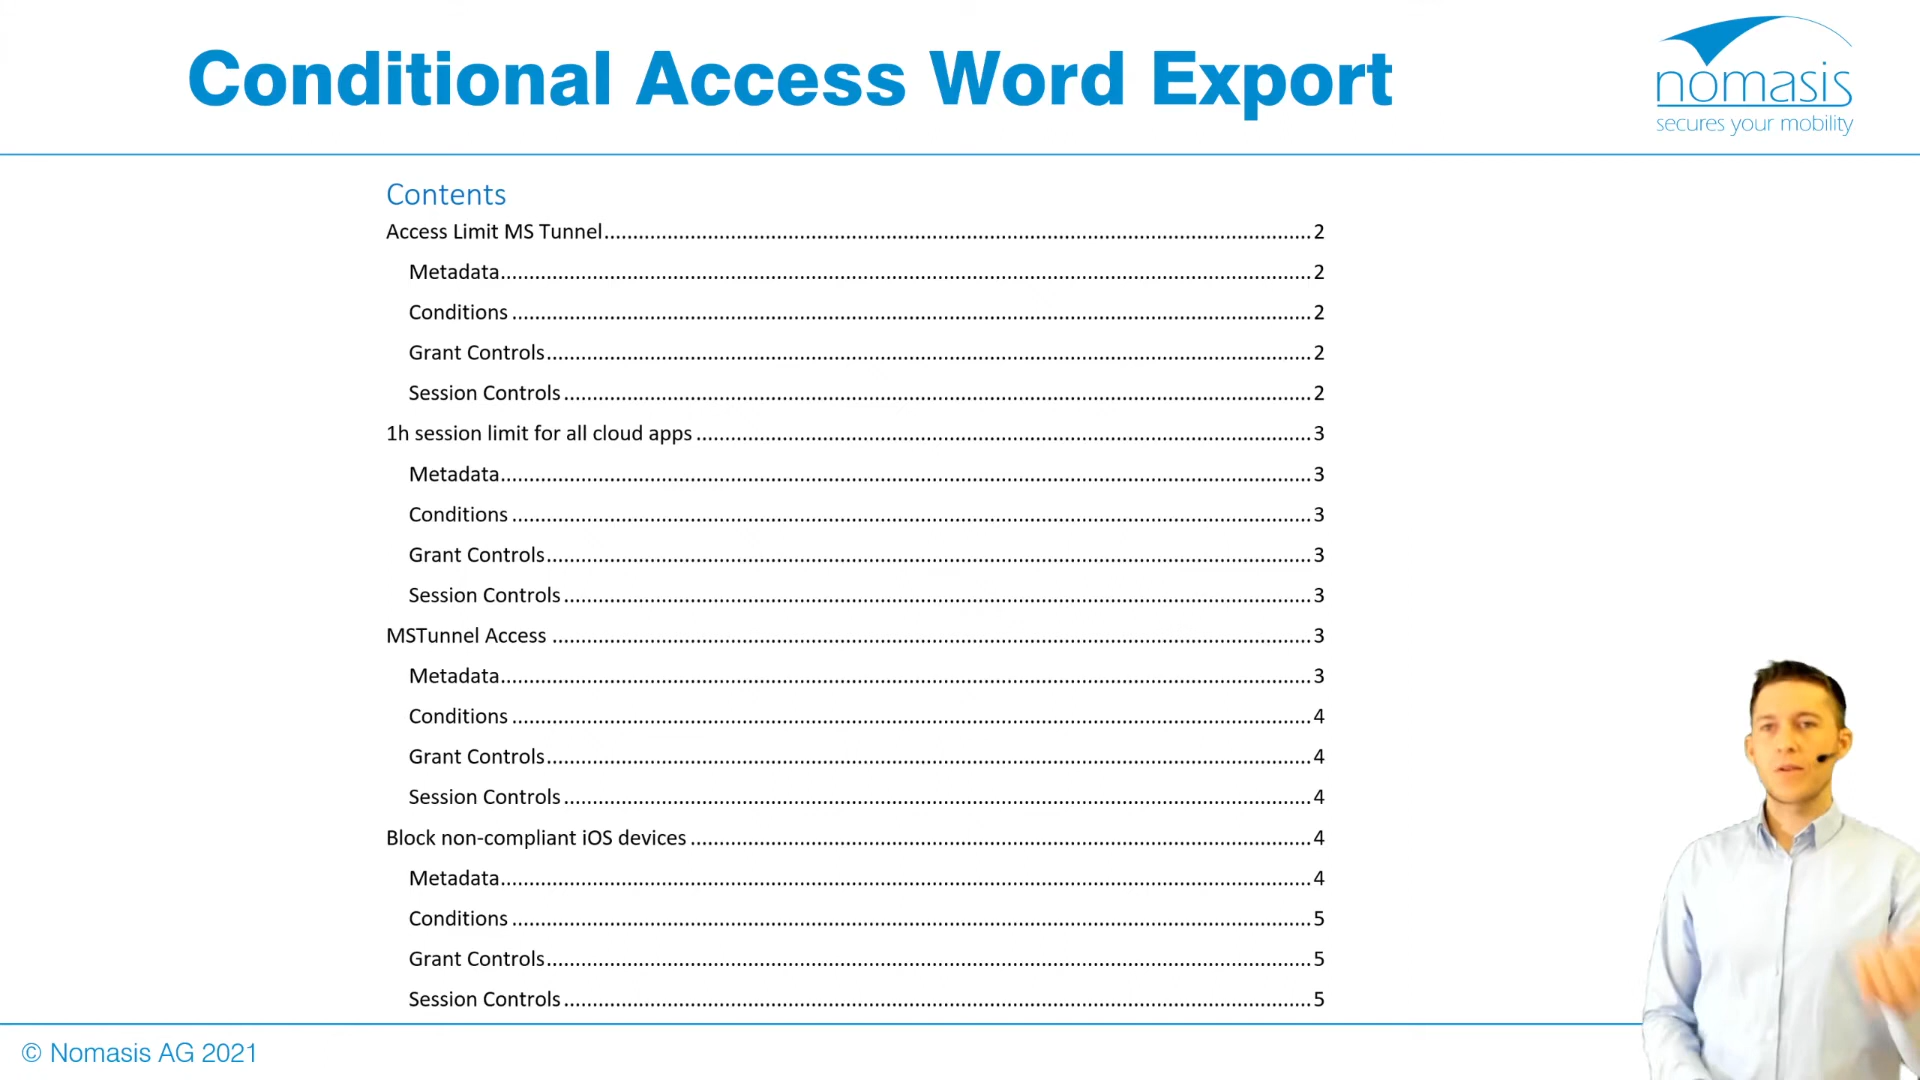 Conditional Access Word Export
nomasis
secures your mobility
Contents
Access Limit MS Tunnel........................................2
Metadata........................................2
Conditions........................................2
Grant Controls........................................2
Session Controls........................................2
1h session limit for all cloud apps........................................3
Metadata........................................3
Conditions........................................3
Grant Controls........................................3
Session Controls........................................3
MSTunnel Access........................................3
Metadata........................................3
Conditions........................................4
Grant Controls........................................4
Session Controls........................................4
Block non-compliant iOS devices........................................4
Metadata........................................4
Conditions........................................5
Grant Controls........................................5
Session Controls........................................5
© Nomasis AG 2021